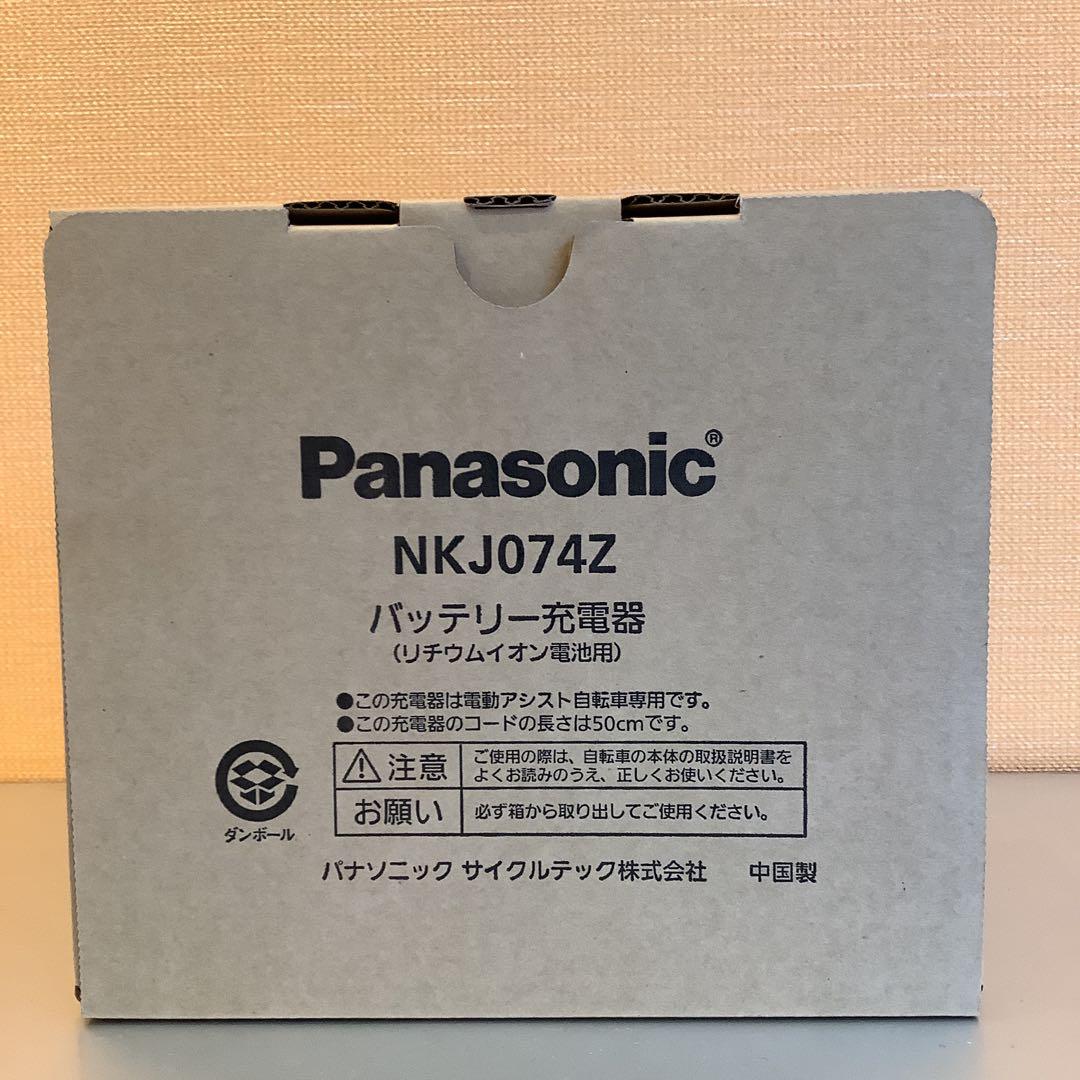 Panasonic®
NKJ074Z
バッテリー充電器
(リチウムイオン電池用)
●この充電器は電動アシスト自転車専用です。
●この充電器のコードの長さは50cmです。
注意
ご使用の際は、自転車の本体の取扱説明書を
よくお読みのうえ、正しくお使いください。
お願い
必ず箱から取り出してご使用ください。
ダンボール
パナソニック サイクルテック株式会社 中国製